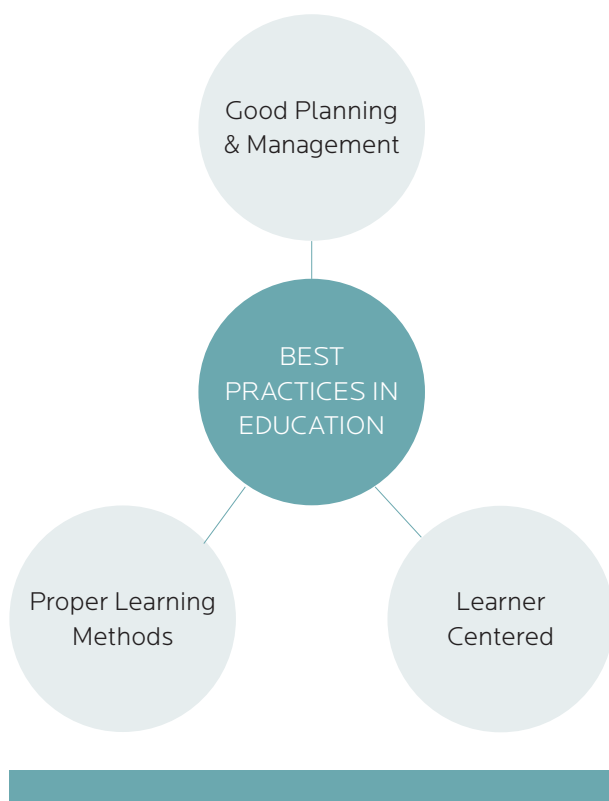 Good Planning
& Management
BEST
PRACTICES IN
EDUCATION
Proper Learning
Methods
Learner
Centered